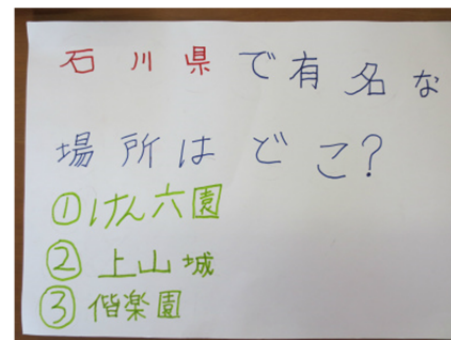 石川県で有名な
場所はどこ?
①けん六園
②上山城
③偕楽園